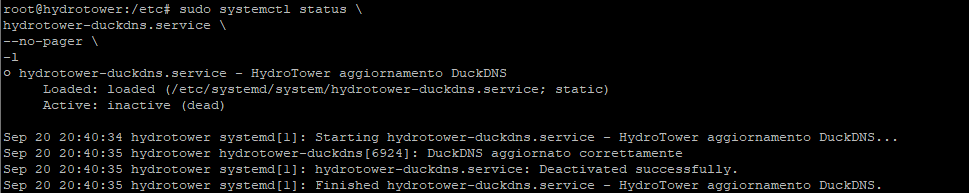 root@hydrotower:/etc# sudo systemctl status \
hydrotower-duckdns.service \
--no-pager \
-l
○ hydrotower-duckdns.service - HydroTower aggiornamento DuckDNS
     Loaded: loaded (/etc/systemd/system/hydrotower-duckdns.service; static)
     Active: inactive (dead)

Sep 20 20:40:34 hydrotower systemd[1]: Starting hydrotower-duckdns.service - HydroTower aggiornamento DuckDNS...
Sep 20 20:40:35 hydrotower hydrotower-duckdns[6924]: DuckDNS aggiornato correttamente
Sep 20 20:40:35 hydrotower systemd[1]: hydrotower-duckdns.service: Deactivated successfully.
Sep 20 20:40:35 hydrotower systemd[1]: Finished hydrotower-duckdns.service - HydroTower aggiornamento DuckDNS.